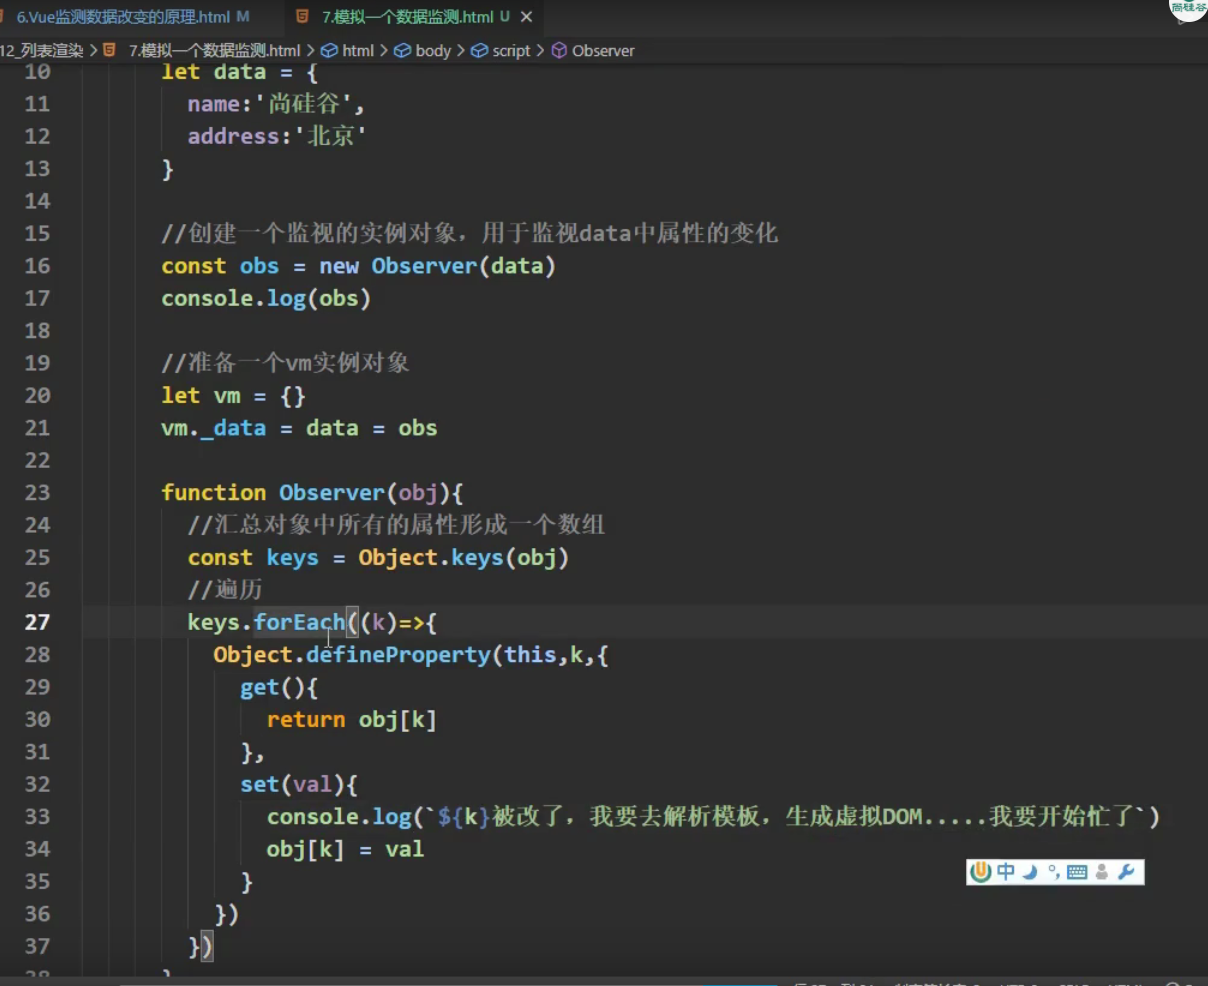 6.Vue监测数据改变的原理.html M
7.模拟一个数据监测.html U
尚硅谷
12_列表渲染 > 7.模拟一个数据监测.html > html > body > script > Observer
10 let data = {
11 name:'尚硅谷',
12 address:'北京'
13 }
14
15 //创建一个监视的实例对象，用于监视data中属性的变化
16 const obs = new Observer(data)
17 console.log(obs)
18
19 //准备一个vm实例对象
20 let vm = {}
21 vm._data = data = obs
22
23 function Observer(obj){
24 //汇总对象中所有的属性形成一个数组
25 const keys = Object.keys(obj)
26 //遍历
27 keys.forEach((k)=>{
28 Object.defineProperty(this,k,{
29 get(){
30 return obj[k]
31 },
32 set(val){
33 console.log(`${k}被改了，我要去解析模板，生成虚拟DOM.....我要开始忙了`)
34 obj[k] = val
35 }
中
36 })
37 })